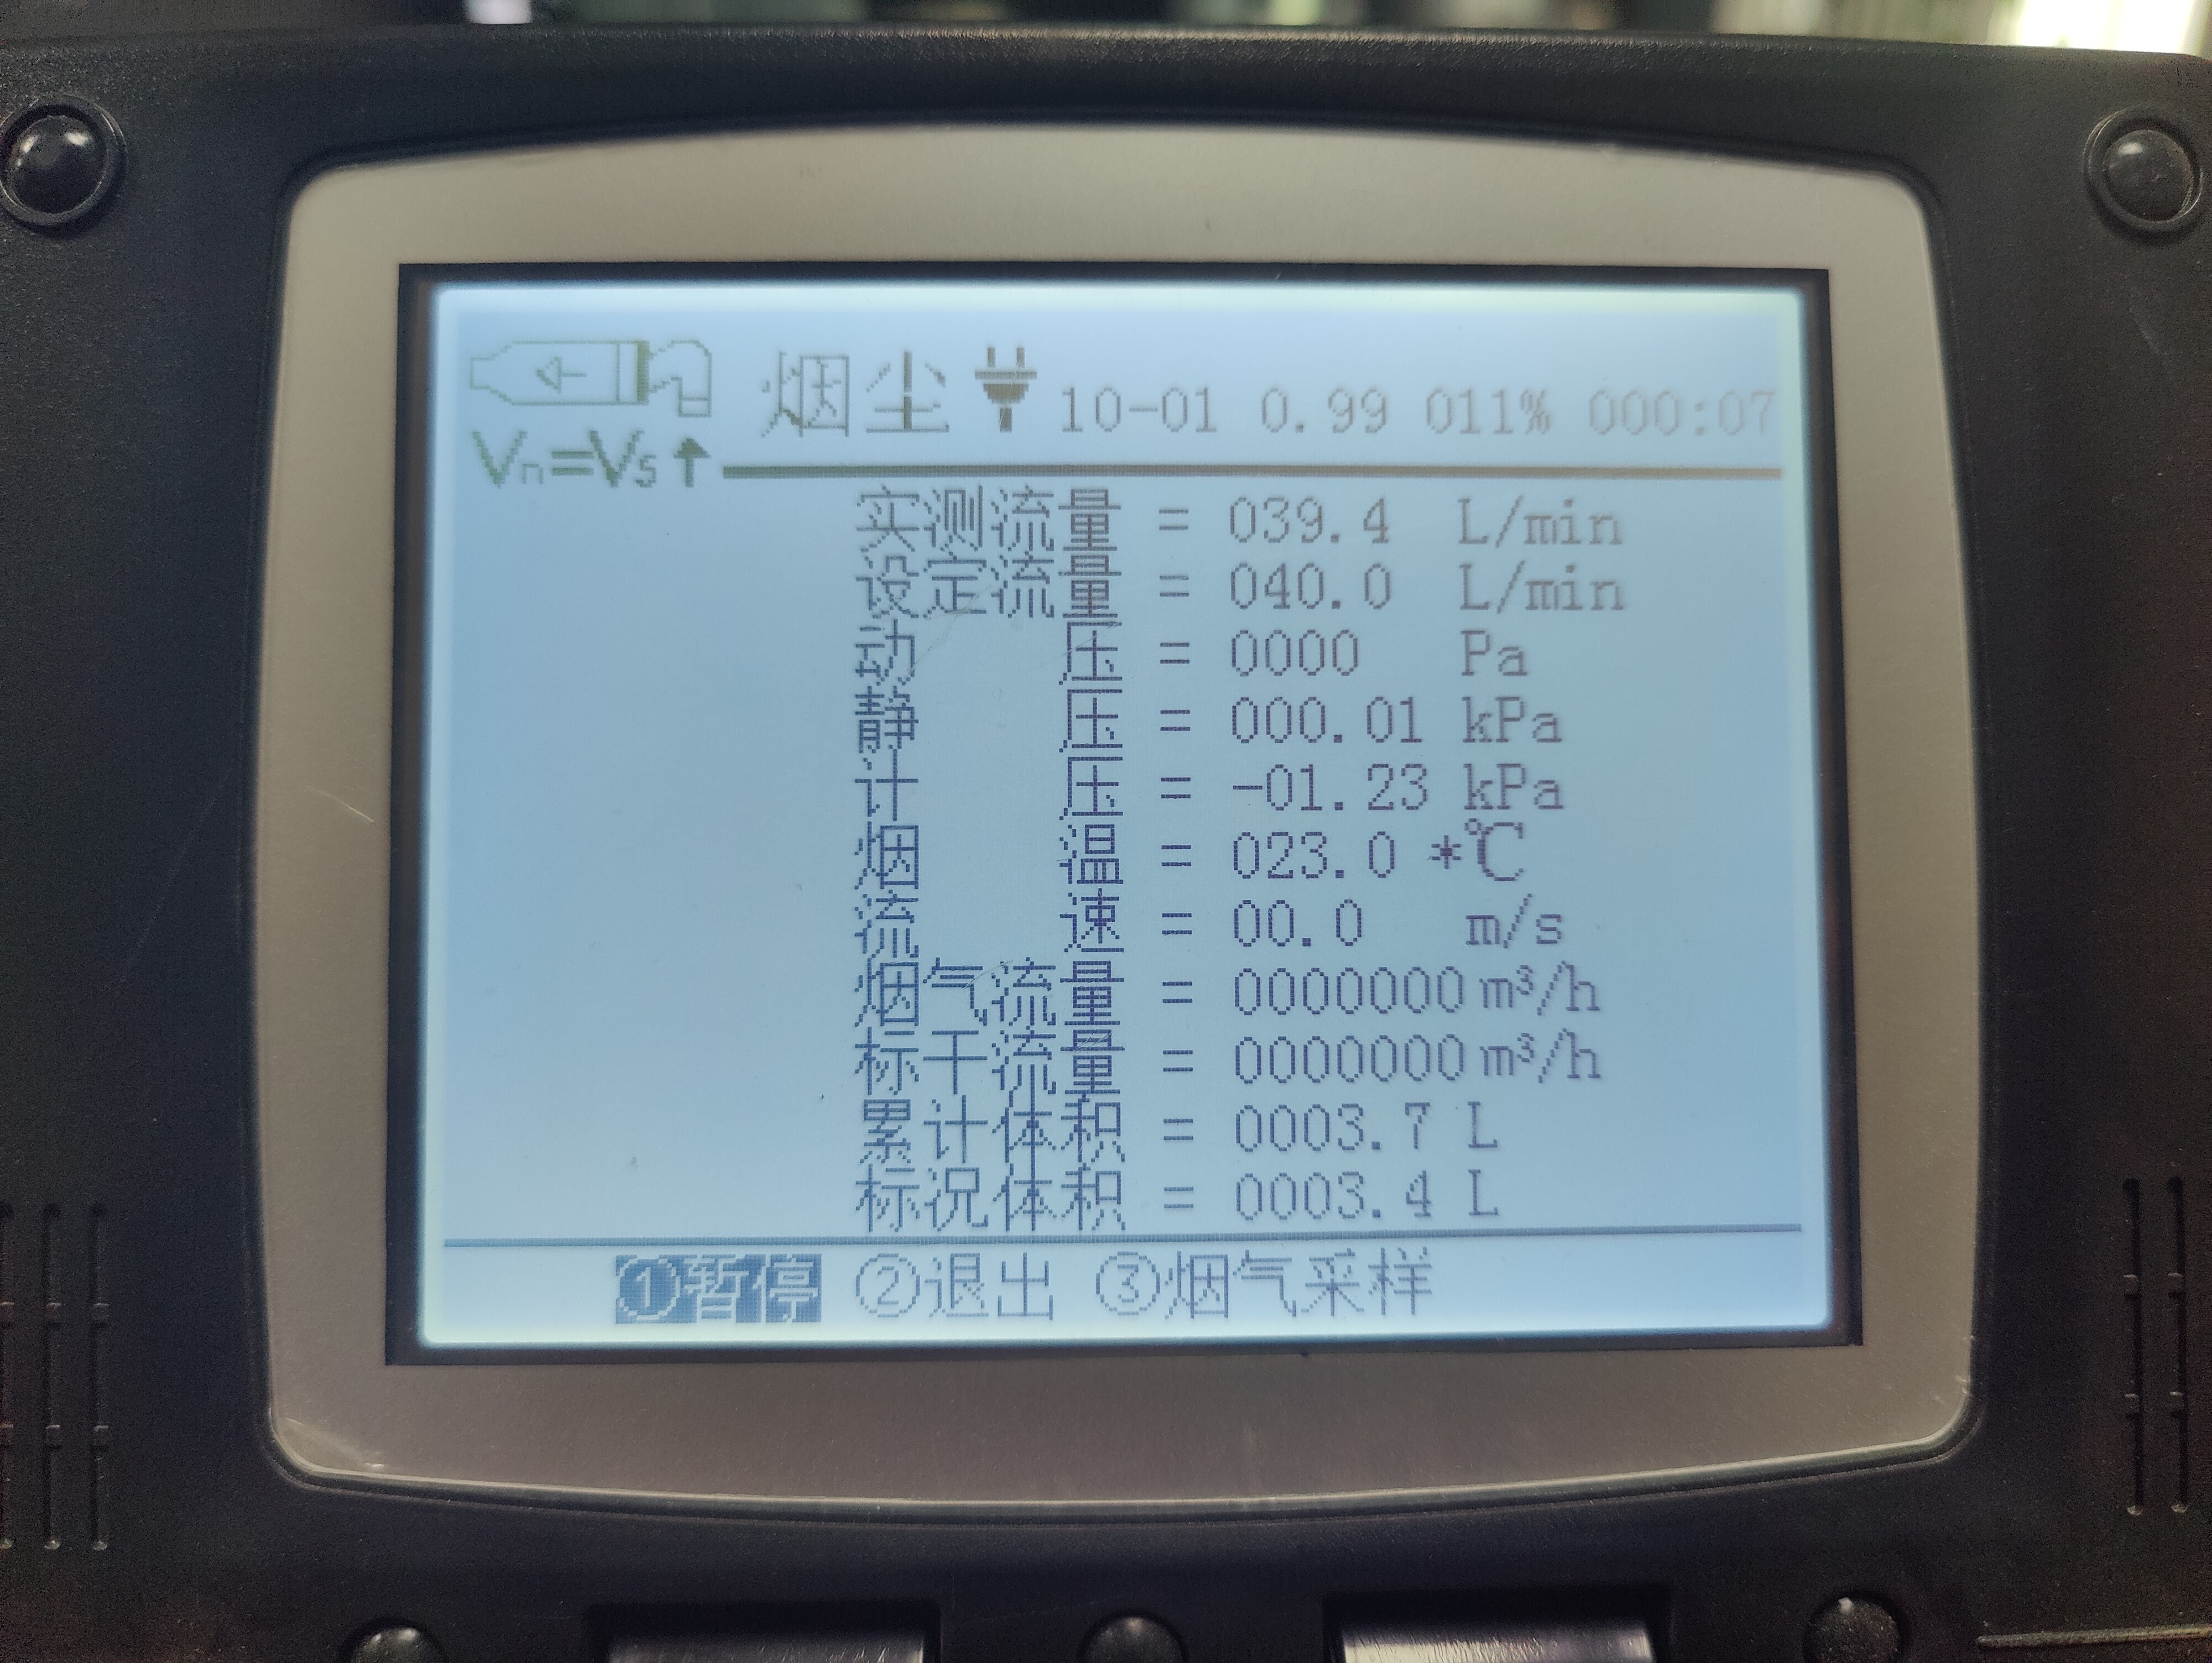 烟尘 10-01 0.99 011% 000:07
Vn=Vs↑
实测流量 = 039.4 L/min
设定流量 = 040.0 L/min
动压 = 0000 Pa
静压 = 000.01 kPa
计压 = -01.23 kPa
烟温 = 023.0 *℃
流速 = 00.0 m/s
烟气流量 = 0000000 m³/h
标干流量 = 0000000 m³/h
累计体积 = 0003.7 L
标况体积 = 0003.4 L
①暂停 ②退出 ③烟气采样